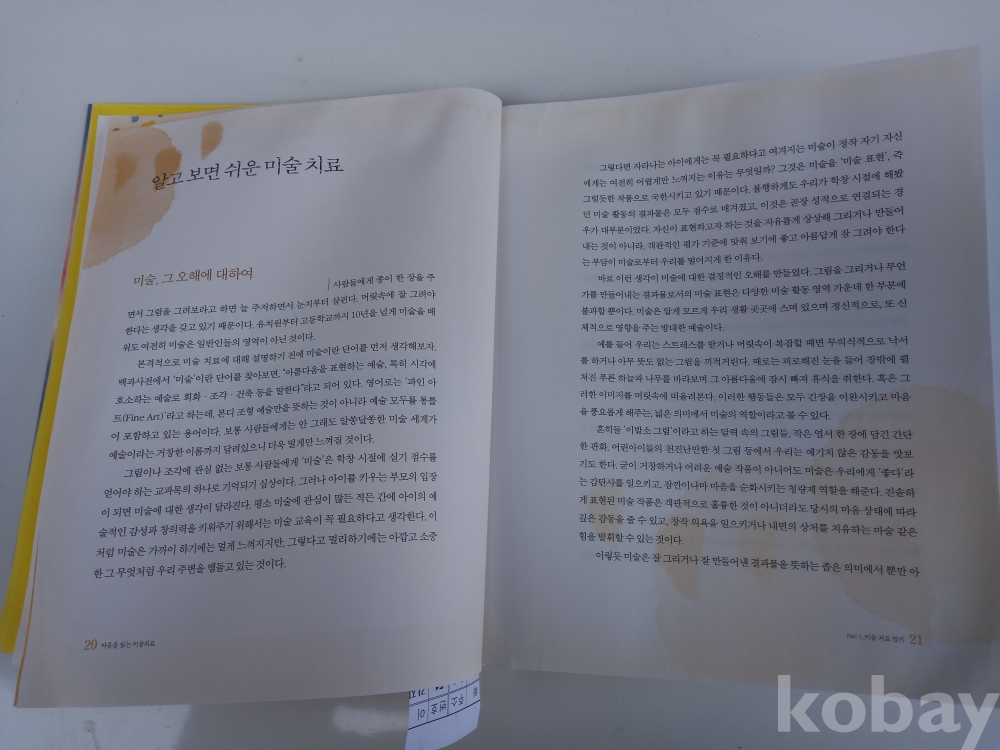 알고 보면 쉬운 미술 치료
미술, 그 오해에 대하여
사람들에게 종이 한 장을 주
면서 그림을 그려보라고 하면 늘 주저하면서 눈치부터 살핀다. 머릿속에 잘 그려야
한다는 생각을 갖고 있기 때문이다. 유치원부터 고등학교까지 10년을 넘게 미술을 배
워도 여전히 미술은 일반인들의 영역이 아닌 것이다.
본격적으로 미술 치료에 대해 설명하기 전에 미술이란 단어를 먼저 생각해보자.
백과사전에서 '미술'이란 단어를 찾아보면, "아름다움을 표현하는 예술, 특히 시각에
호소하는 예술로 회화 · 조각 · 건축 등을 말한다"라고 되어 있다. 영어로는 '파인 아
트(Fine Art)'라고 하는데, 본디 조형 예술만을 뜻하는 것이 아니라 예술 모두를 통틀
어 포함하고 있는 용어이다. 보통 사람들에게는 안 그래도 알쏭달쏭한 미술 세계가
예술이라는 거창한 이름까지 달리있으니 더욱 멀게만 느껴질 것이다.
그림이나 조각에 관심 없는 보통 사람들에게 '미술'은 학창 시절에 실기 점수를
얻어야 하는 교과목의 하나로 기억되기 십상이다. 그러나 아이를 키우는 부모의 입장
이 되면 미술에 대한 생각이 달라진다. 평소 미술에 관심이 많든 적든 간에 아이의 예
술적인 감성과 창의력을 키워주기 위해서는 미술 교육이 꼭 필요하다고 생각한다. 이
처럼 미술은 가까이 하기에는 멀게 느껴지지만, 그렇다고 멀리하기에는 아깝고 소중
한 그 무엇처럼 우리 주변을 맴돌고 있는 것이다.
20 마음을 읽는 미술치료
그렇다면 자라나는 아이에게는 꼭 필요하다고 여겨지는 미술이 정작 자기 자신
에게는 여전히 어렵게만 느껴지는 이유는 무엇일까? 그것은 미술을 '미술 표현', 즉
그럴듯한 작품으로 국한시키고 있기 때문이다. 불행하게도 우리가 학창 시절에 해봤
던 미술 활동의 결과물은 모두 점수로 매겨졌고, 이것은 곧장 성적으로 연결되는 경
우가 대부분이었다. 자신이 표현하고자 하는 것을 자유롭게 상상해 그리거나 만들어
내는 것이 아니라, 객관적인 평가 기준에 맞춰 보기에 좋고 아름답게 잘 그려야 한다
는 부담이 미술로부터 우리를 멀어지게 한 이유다.
바로 이런 생각이 미술에 대한 결정적인 오해를 만들었다. 그림을 그리거나 무언
가를 만들어내는 결과물로서의 미술 표현은 다양한 미술 활동 영역 가운데 한 부분에
불과할 뿐이다. 미술은 알게 모르게 우리 생활 곳곳에 스며 있으며 정신적으로, 또 신
체적으로 영향을 주는 방대한 예술이다.
예를 들어 우리는 스트레스를 받거나 머릿속이 복잡할 때면 무의식적으로 낙서
를 하거나 아무 뜻도 없는 그림을 끼적거린다. 때로는 피로해진 눈을 들어 창밖에 펼
쳐진 푸른 하늘과 나무를 바라보며 그 아름다움에 잠시 빠져 휴식을 취한다. 혹은 그
러한 이미지를 머릿속에 떠올려본다. 이러한 행동들은 모두 긴장을 이완시키고 마음
을 풍요롭게 해주는, 넓은 의미에서 미술의 역할이라고 볼 수 있다.
흔히들 '이발소 그림'이라고 하는 달력 속의 그림들, 작은 엽서 한 장에 담긴 간단
한 판화, 어린아이들의 천진난만한 첫 그림 등에서 우리는 예기치 않은 감동을 맛보
기도 한다. 굳이 거창하거나 어려운 예술 작품이 아니어도 미술은 우리에게 '좋다'라
는 감탄사를 일으키고, 잠깐이나마 마음을 순화시키는 청량제 역할을 해준다. 진솔하
게 표현된 미술 작품은 객관적으로 훌륭한 것이 아니더라도 당시의 마음 상태에 따라
깊은 감동을 줄 수 있고, 창작 의욕을 일으키거나 내면의 상처를 치유하는 마술 같은
힘을 발휘할 수 있는 것이다.
이렇듯 미술은 잘 그리거나 잘 만들어낸 결과물을 뜻하는 좁은 의미에서 뿐만 아
Part 1_미술 치료 알기 21
kobay